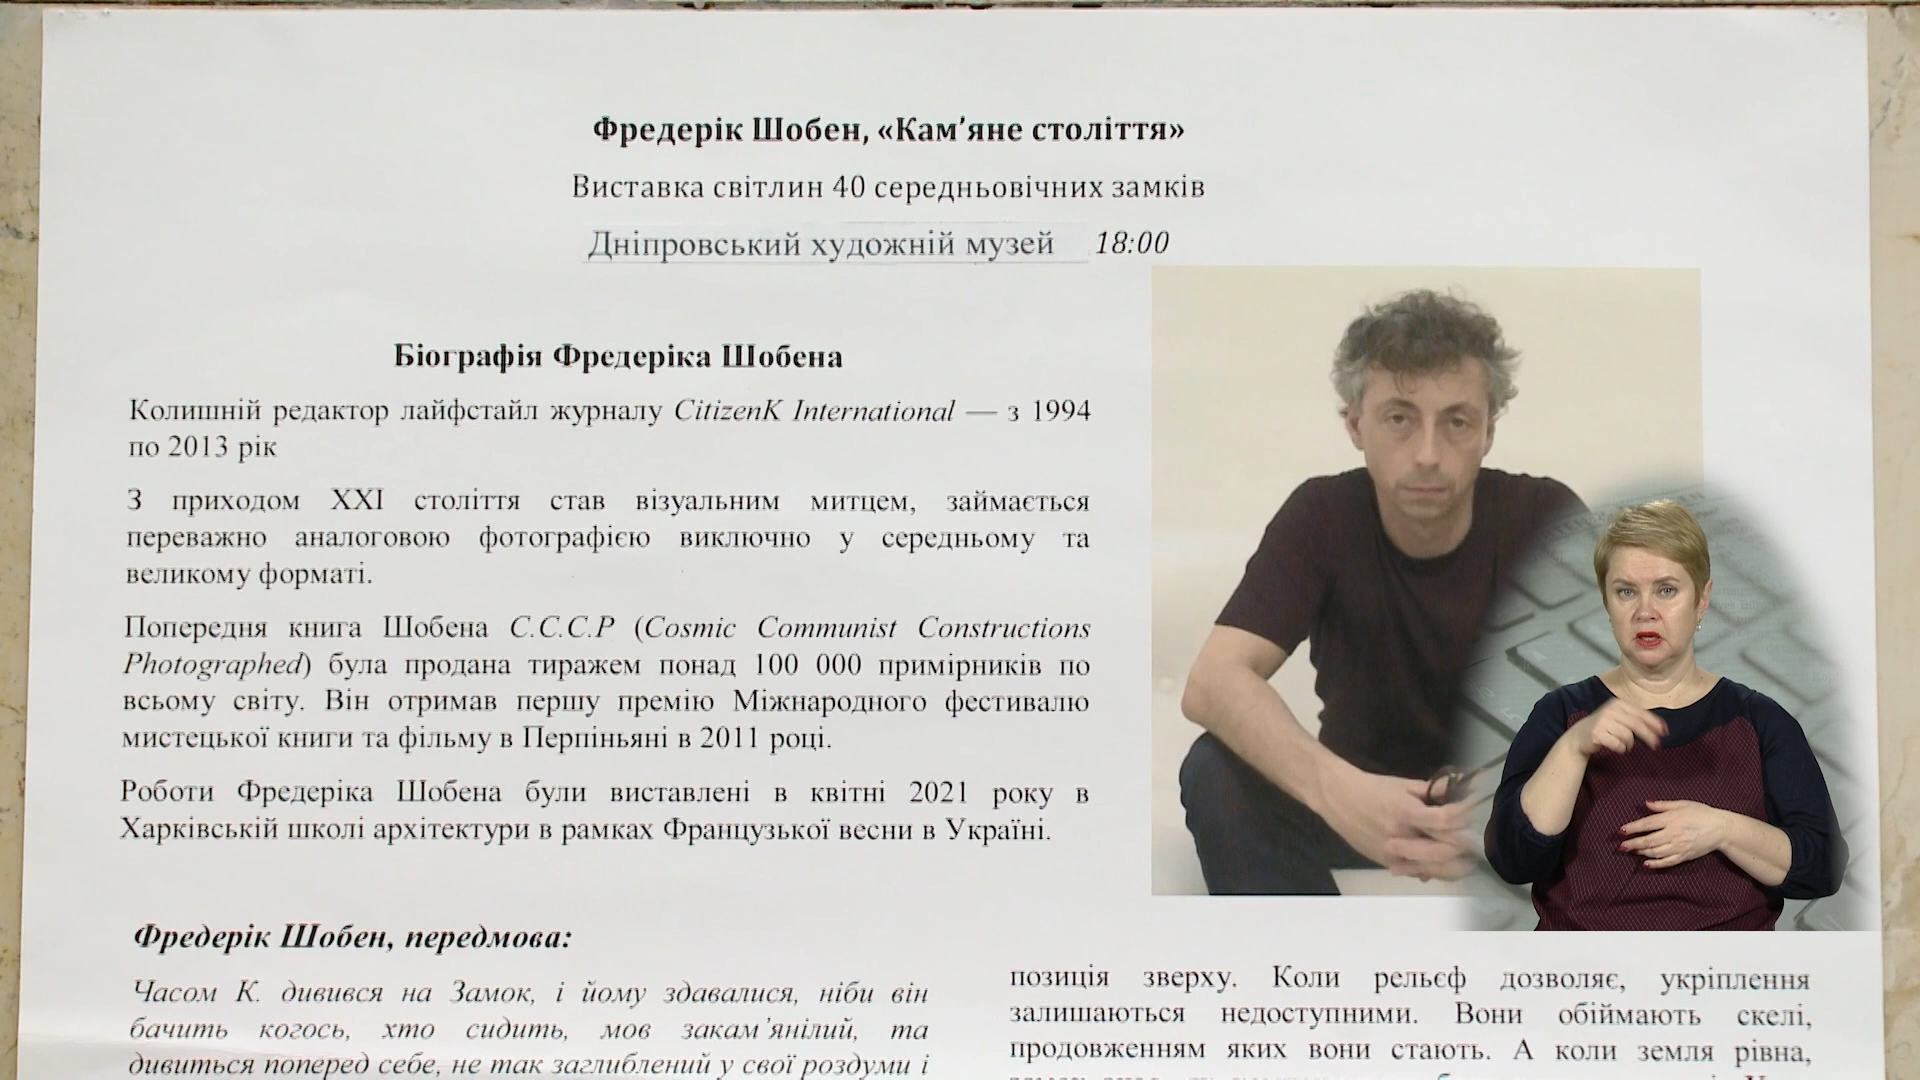 Фредерік Шобен, «Кам’яне століття»
Виставка світлин 40 середньовічних замків
Дніпровський художній музей 18:00
Біографія Фредеріка Шобена
Колишній редактор лайфстайл журналу CitizenK International — з 1994
по 2013 рік
З приходом XXI століття став візуальним митцем, займається
переважно аналоговою фотографією виключно у середньому та
великому форматі.
Попередня книга Шобена C.C.C.P (Cosmic Communist Constructions
Photographed) була продана тиражем понад 100 000 примірників по
всьому світу. Він отримав першу премію Міжнародного фестивалю
мистецької книги та фільму в Перпіньяні в 2011 році.
Роботи Фредеріка Шобена були виставлені в квітні 2021 року в
Харківській школі архітектури в рамках Французької весни в Україні.
Фредерік Шобен, передмова:
Часом К. дивився на Замок, і йому здавалися, ніби він
бачить когось, хто сидить, мов закам’янілий, та
дивиться поперед себе, не так заглиблений у свої роздуми і
позиція зверху. Коли рельєф дозволяє, укріплення
залишаються недоступними. Вони обіймають скелі,
продовженням яких вони стають. А коли земля рівна,